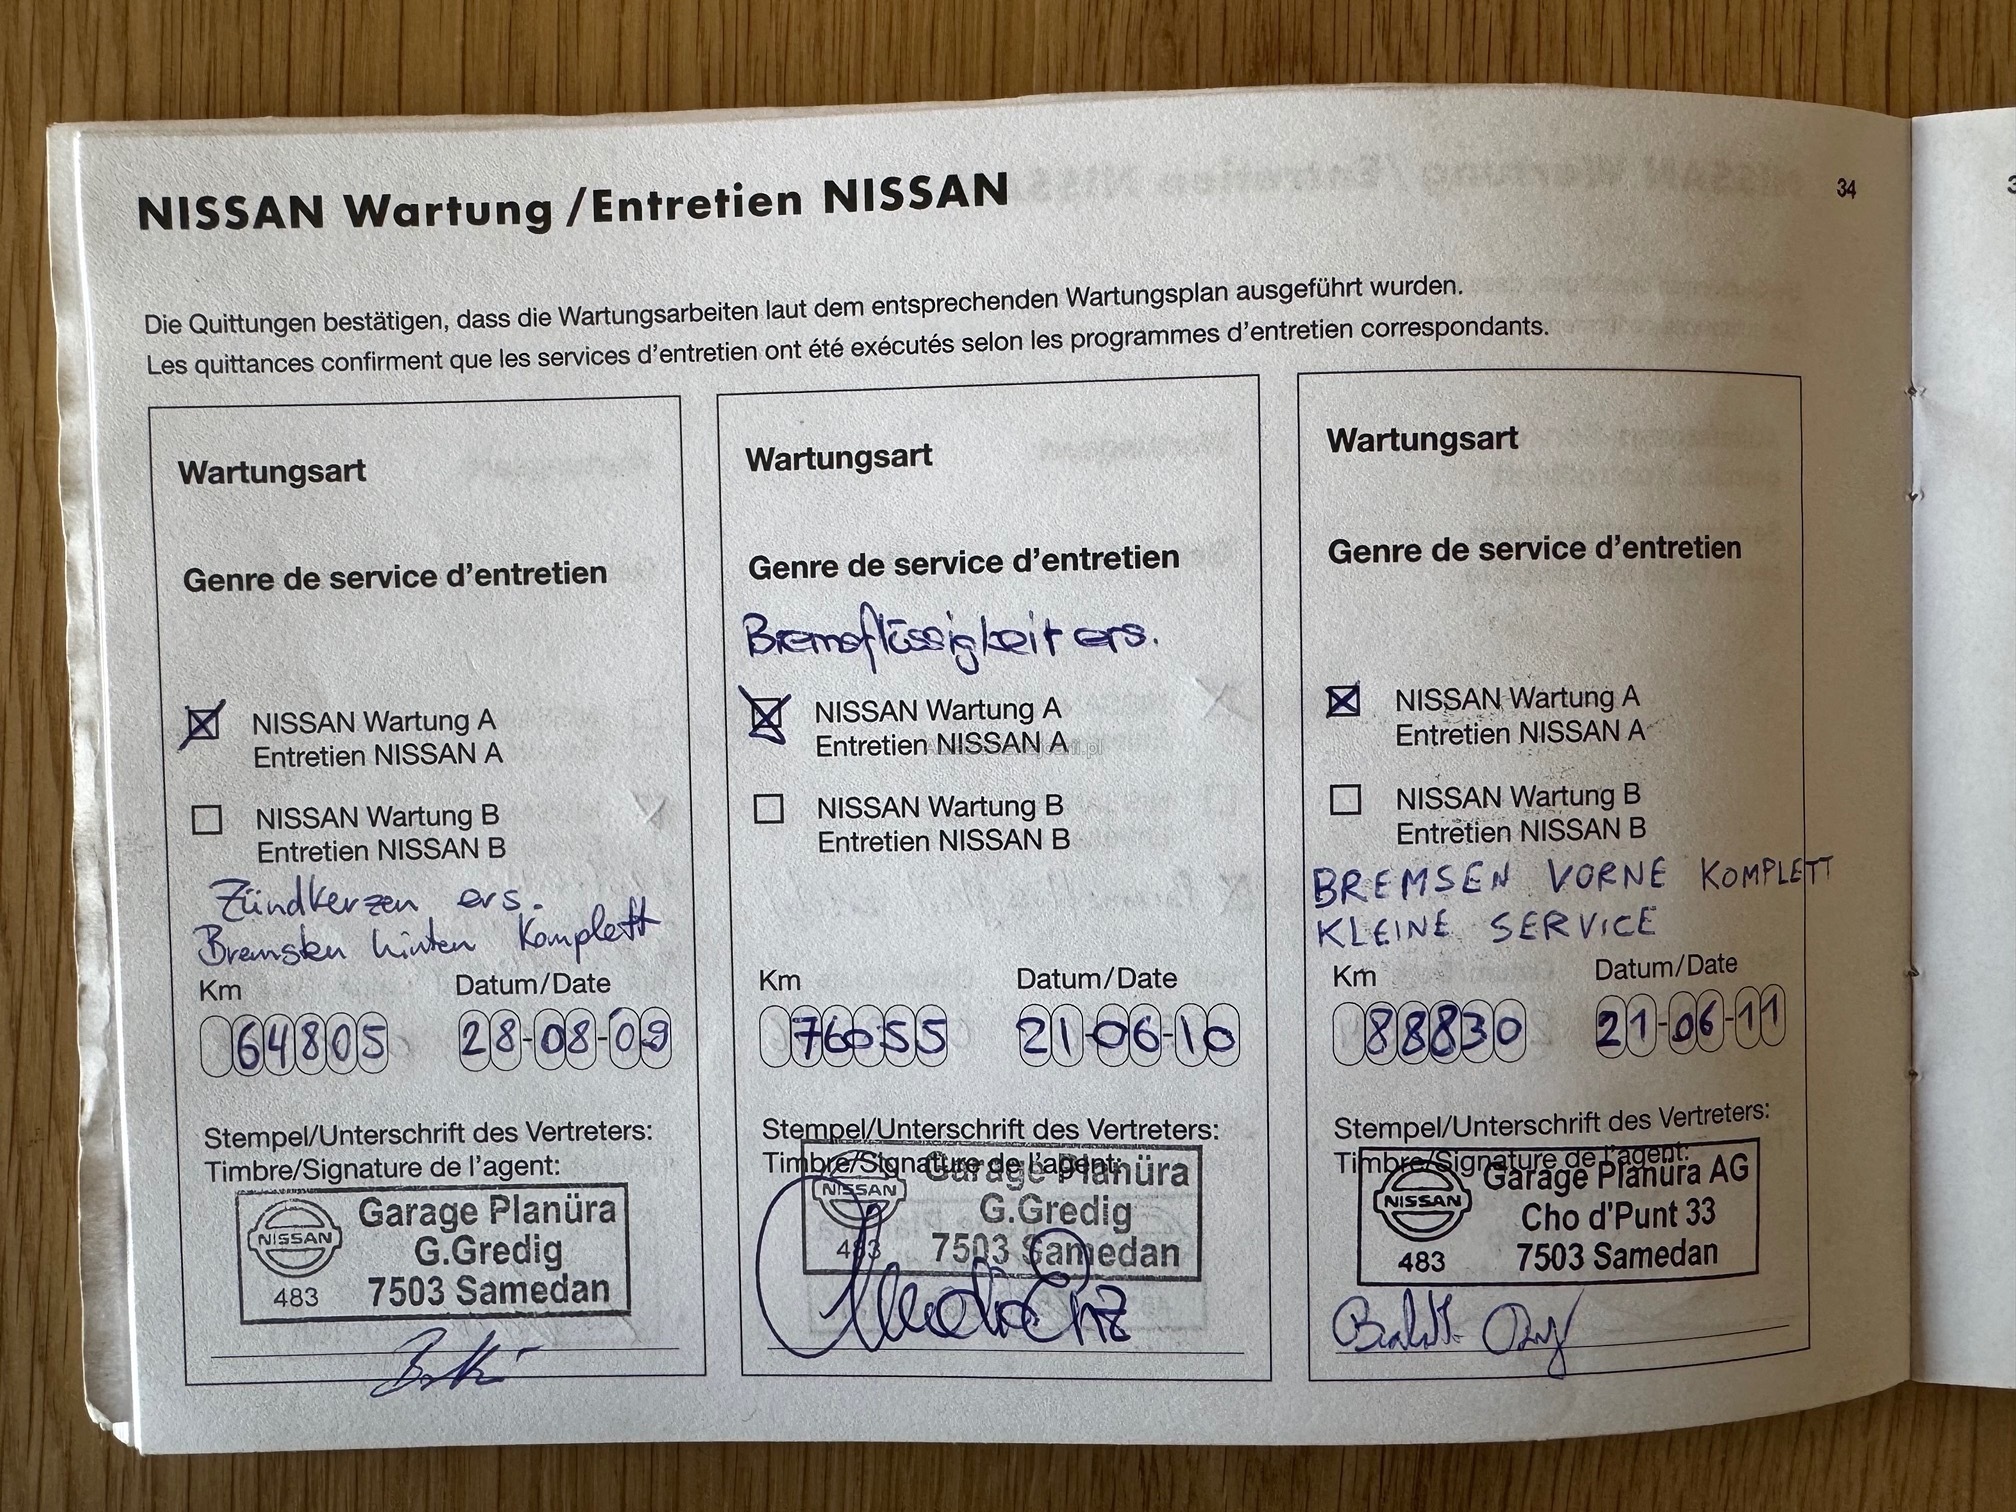 NISSAN Wartung / Entretien NISSAN
34
Die Quittungen bestätigen, dass die Wartungsarbeiten laut dem entsprechenden Wartungsplan ausgeführt wurden.
Les quittances confirment que les services d'entretien ont été exécutés selon les programmes d'entretien correspondants.
Wartungsart
Genre de service d'entretien
NISSAN Wartung A
Entretien NISSAN A
NISSAN Wartung B
Entretien NISSAN B
Zündkerzen ers.
hinten Komplett
Km
Datum/Date
64805
28-08-09
Stempel/Unterschrift des Vertreters:
Timbre/Signature de l'agent:
Garage Planüra
G.Gredig
7503 Samedan
NISSAN
483
Wartungsart
Genre de service d'entretien
Bremsflüssigkeit ers.
NISSAN Wartung A
Entretien NISSAN A
NISSAN Wartung B
Entretien NISSAN B
Km
Datum/Date
76055
21-06-10
Stempel/Unterschrift des Vertreters:
Timbre/Signature de l'agent:
Garage Planüra
G.Gredig
7503 Samedan
NISSAN
483
Wartungsart
Genre de service d'entretien
NISSAN Wartung A
Entretien NISSAN A
NISSAN Wartung B
Entretien NISSAN B
BREMSEN VORNE KOMPLETT
KLEINE SERVICE
Km
Datum/Date
88830
21-06-11
Stempel/Unterschrift des Vertreters:
Timbre/Signature de l'agent:
Garage Planüra AG
Cho d'Punt 33
7503 Samedan
NISSAN
483